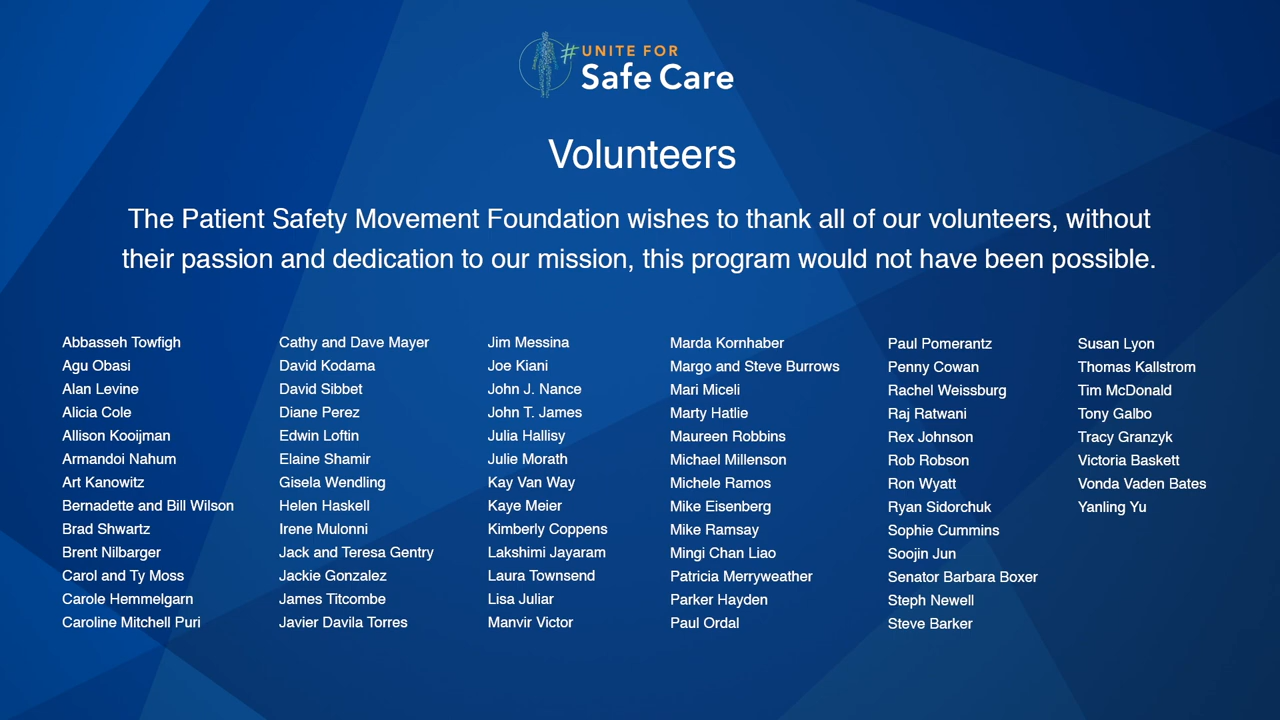 #UNITE FOR
Safe Care
Volunteers
The Patient Safety Movement Foundation wishes to thank all of our volunteers, without
their passion and dedication to our mission, this program would not have been possible.
Abbasseh Towfigh
Agu Obasi
Alan Levine
Alicia Cole
Allison Kooijman
Armandoi Nahum
Art Kanowitz
Bernadette and Bill Wilson
Brad Shwartz
Brent Nilbarger
Carol and Ty Moss
Carole Hemmelgarn
Caroline Mitchell Puri
Cathy and Dave Mayer
David Kodama
David Sibbet
Diane Perez
Edwin Loftin
Elaine Shamir
Gisela Wendling
Helen Haskell
Irene Mulonni
Jack and Teresa Gentry
Jackie Gonzalez
James Titcombe
Javier Davila Torres
Jim Messina
Joe Kiani
John J. Nance
John T. James
Julia Hallisy
Julie Morath
Kay Van Way
Kaye Meier
Kimberly Coppens
Lakshimi Jayaram
Laura Townsend
Lisa Juliar
Manvir Victor
Marda Kornhaber
Margo and Steve Burrows
Mari Miceli
Marty Hatlie
Maureen Robbins
Michael Millenson
Michele Ramos
Mike Eisenberg
Mike Ramsay
Mingi Chan Liao
Patricia Merryweather
Parker Hayden
Paul Ordal
Paul Pomerantz
Penny Cowan
Rachel Weissburg
Raj Ratwani
Rex Johnson
Rob Robson
Ron Wyatt
Ryan Sidorchuk
Sophie Cummins
Soojin Jun
Senator Barbara Boxer
Steph Newell
Steve Barker
Susan Lyon
Thomas Kallstrom
Tim McDonald
Tony Galbo
Tracy Granzyk
Victoria Baskett
Vonda Vaden Bates
Yanling Yu